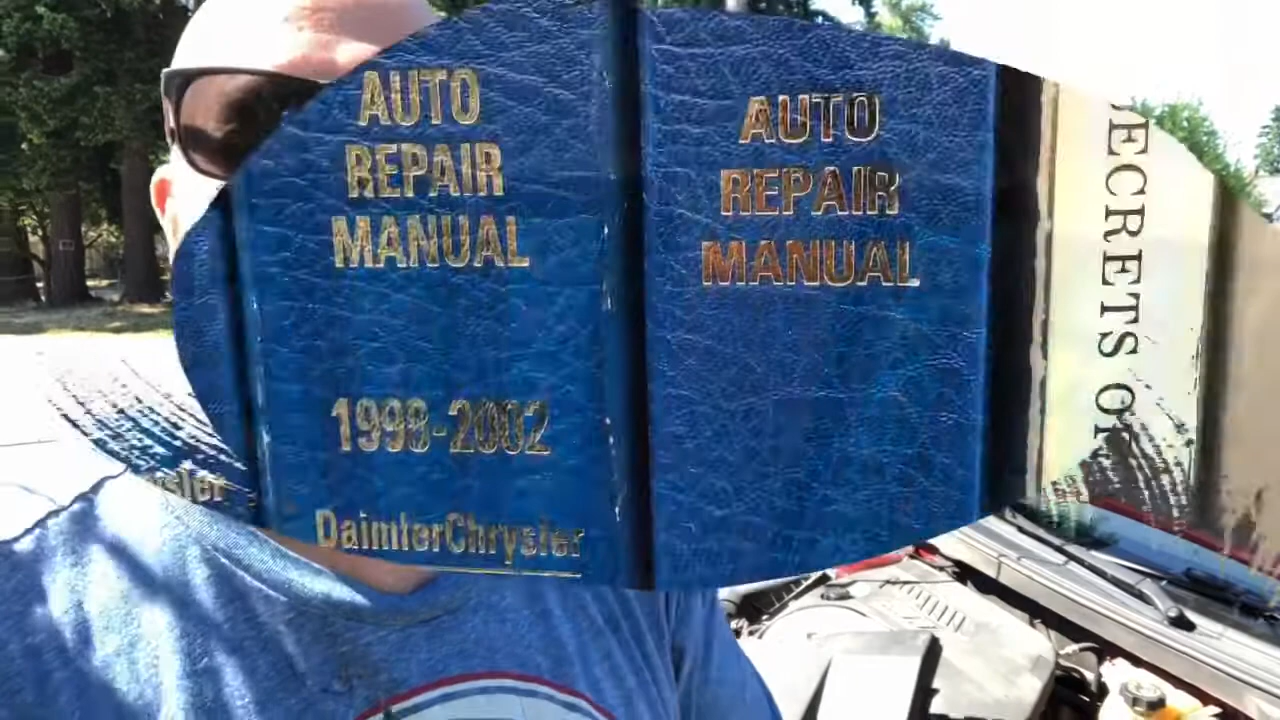 AUTO
REPAIR
MANUAL
1998-2002
DaimlerChrysler
AUTO
REPAIR
MANUAL
ECRETS OF